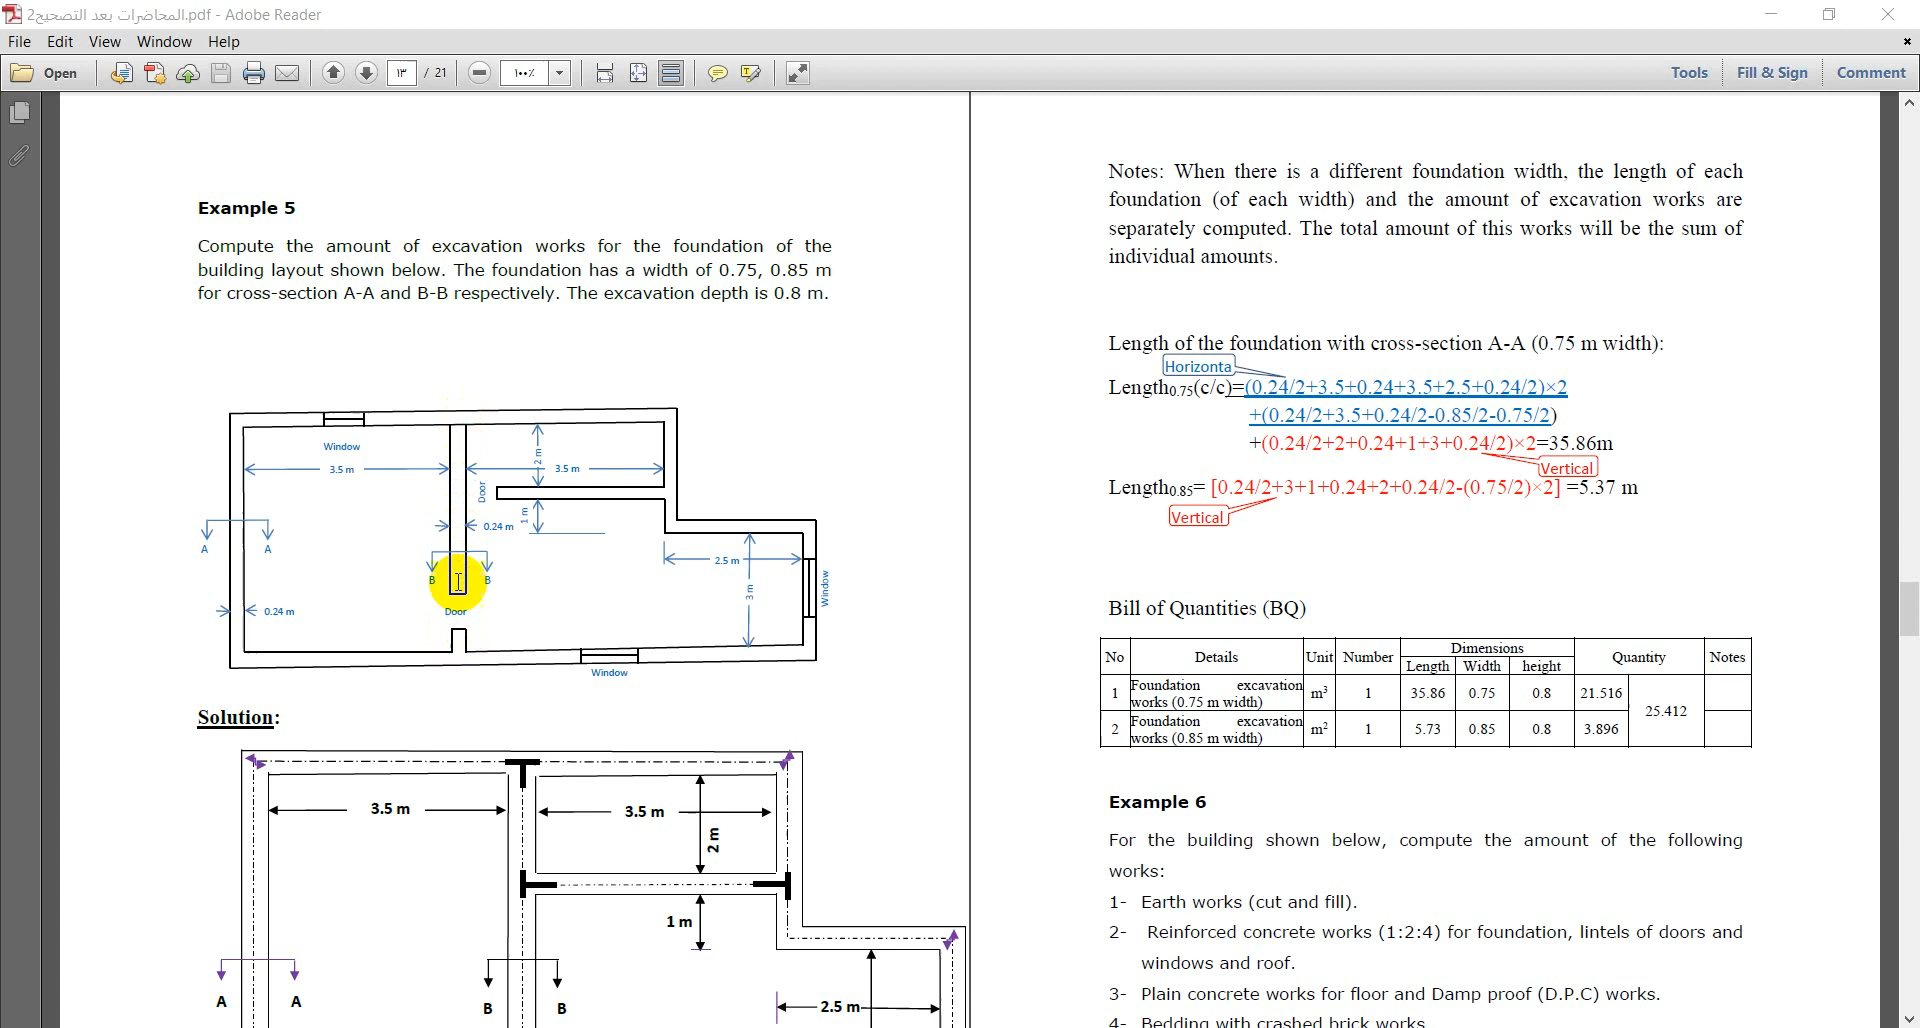 2المحاضرات بعد التصحيح.pdf - Adobe Reader
File Edit View Window Help
Open ١٣ / 21 ١٠٠٪ Tools Fill & Sign Comment
Example 5
Compute the amount of excavation works for the foundation of the
building layout shown below. The foundation has a width of 0.75, 0.85 m
for cross-section A-A and B-B respectively. The excavation depth is 0.8 m.
Window
3.5 m
2 m
3.5 m
Door
1 m
0.24 m
A A
B B
2.5 m
3 m
Window
0.24 m
Door
Window
Solution:
3.5 m
3.5 m
2 m
1 m
A A
B B
2.5 m
Notes: When there is a different foundation width, the length of each
foundation (of each width) and the amount of excavation works are
separately computed. The total amount of this works will be the sum of
individual amounts.
Length of the foundation with cross-section A-A (0.75 m width):
Horizonta
Length0.75(c/c)=(0.24/2+3.5+0.24+3.5+2.5+0.24/2)×2
+(0.24/2+3.5+0.24/2-0.85/2-0.75/2)
+(0.24/2+2+0.24+1+3+0.24/2)×2=35.86m
Vertical
Length0.85= [0.24/2+3+1+0.24+2+0.24/2-(0.75/2)×2] =5.37 m
Vertical
Bill of Quantities (BQ)
No Details Unit Number Dimensions Quantity Notes
Length Width height
1 Foundation excavation works (0.75 m width) m³ 1 35.86 0.75 0.8 21.516
25.412
2 Foundation excavation works (0.85 m width) m² 1 5.73 0.85 0.8 3.896
Example 6
For the building shown below, compute the amount of the following
works:
1- Earth works (cut and fill).
2- Reinforced concrete works (1:2:4) for foundation, lintels of doors and
windows and roof.
3- Plain concrete works for floor and Damp proof (D.P.C) works.
4- Bedding with crashed brick works